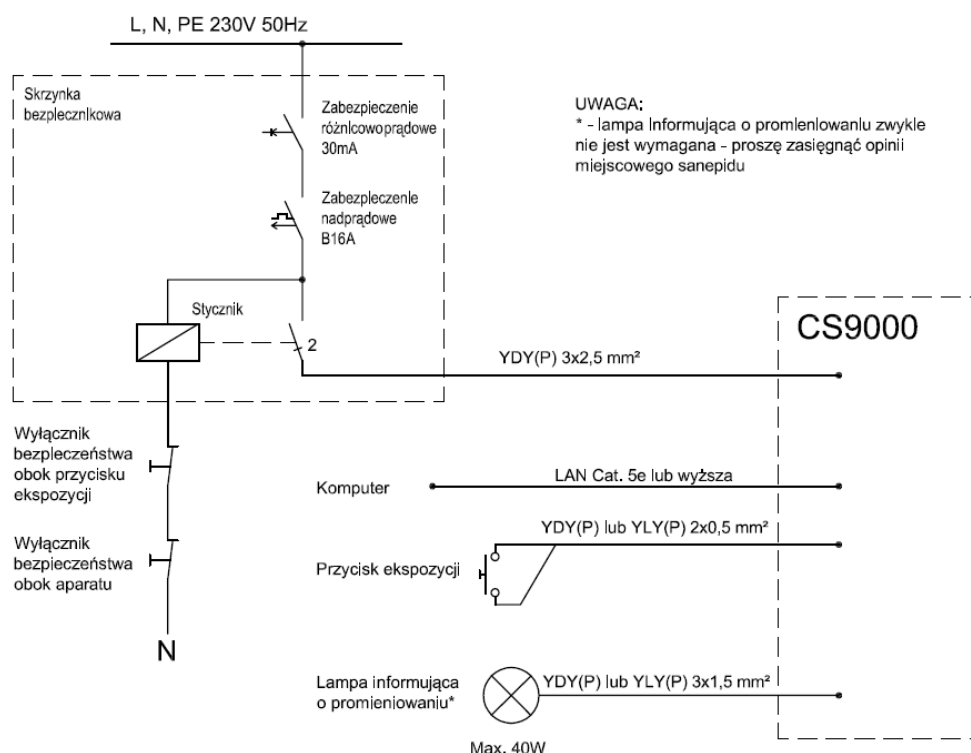 L, N, PE 230V 50Hz
Skrzynka
bezpiecznikowa
Zabezpieczenie
różnicowoprądowe
30mA
UWAGA:
* - lampa informująca o promieniowaniu zwykle
nie jest wymagana - proszę zasięgnąć opinii
miejscowego sanepidu
Zabezpieczenie
nadprądowe
B16A
Stycznik
2
CS9000
YDY(P) 3x2,5 mm²
Wyłącznik
bezpieczeństwa
obok przycisku
ekspozycji
Komputer
LAN Cat. 5e lub wyższa
Wyłącznik
bezpieczeństwa
obok aparatu
YDY(P) lub YLY(P) 2x0,5 mm²
Przycisk ekspozycji
N
Lampa informująca
o promieniowaniu*
YDY(P) lub YLY(P) 3x1,5 mm²
Max. 40W